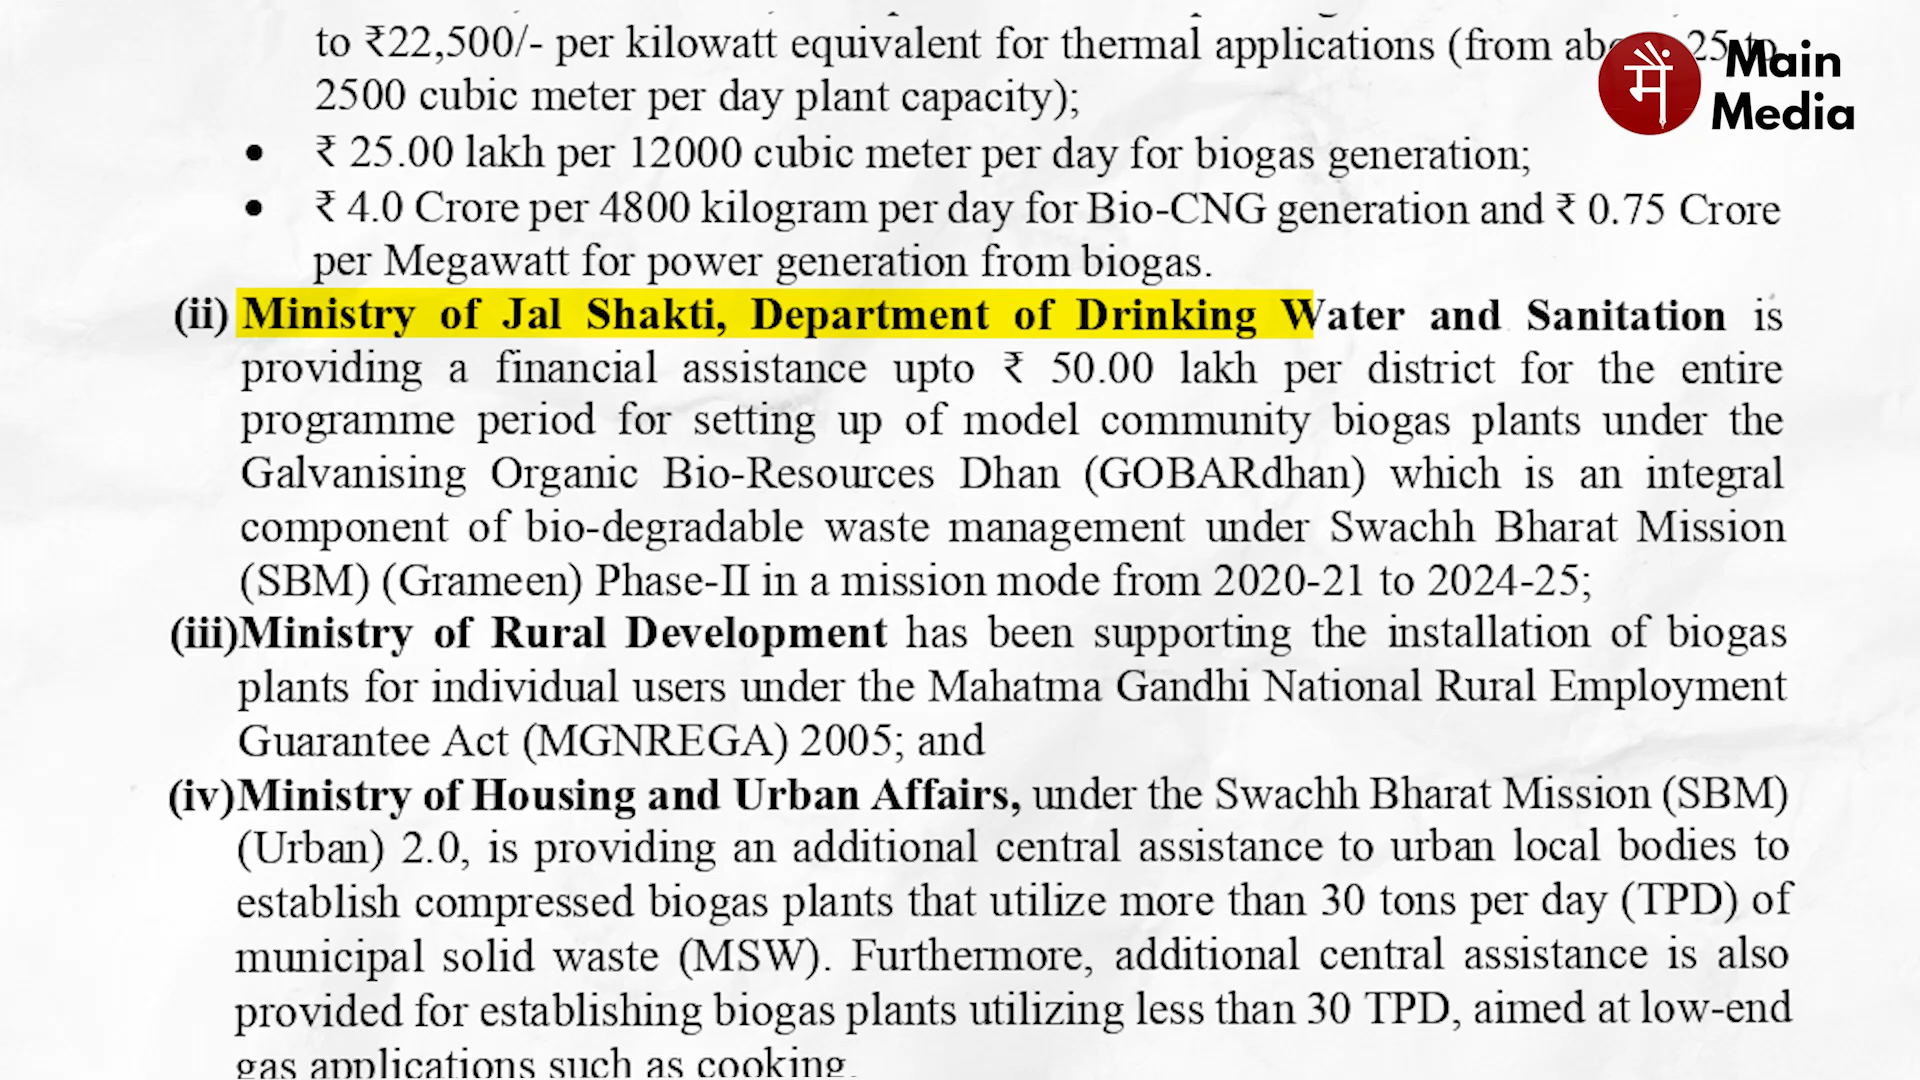 to ₹22,500/- per kilowatt equivalent for thermal applications (from 25 to
2500 cubic meter per day plant capacity);
• ₹ 25.00 lakh per 12000 cubic meter per day for biogas generation;
• ₹ 4.0 Crore per 4800 kilogram per day for Bio-CNG generation and ₹ 0.75 Crore
per Megawatt for power generation from biogas.
(ii) Ministry of Jal Shakti, Department of Drinking Water and Sanitation is
providing a financial assistance upto ₹ 50.00 lakh per district for the entire
programme period for setting up of model community biogas plants under the
Galvanising Organic Bio-Resources Dhan (GOBARdhan) which is an integral
component of bio-degradable waste management under Swachh Bharat Mission
(SBM) (Grameen) Phase-II in a mission mode from 2020-21 to 2024-25;
(iii)Ministry of Rural Development has been supporting the installation of biogas
plants for individual users under the Mahatma Gandhi National Rural Employment
Guarantee Act (MGNREGA) 2005; and
(iv)Ministry of Housing and Urban Affairs, under the Swachh Bharat Mission (SBM)
(Urban) 2.0, is providing an additional central assistance to urban local bodies to
establish compressed biogas plants that utilize more than 30 tons per day (TPD) of
municipal solid waste (MSW). Furthermore, additional central assistance is also
provided for establishing biogas plants utilizing less than 30 TPD, aimed at low-end
gas applications such as cooking.
मैं
Main
Media